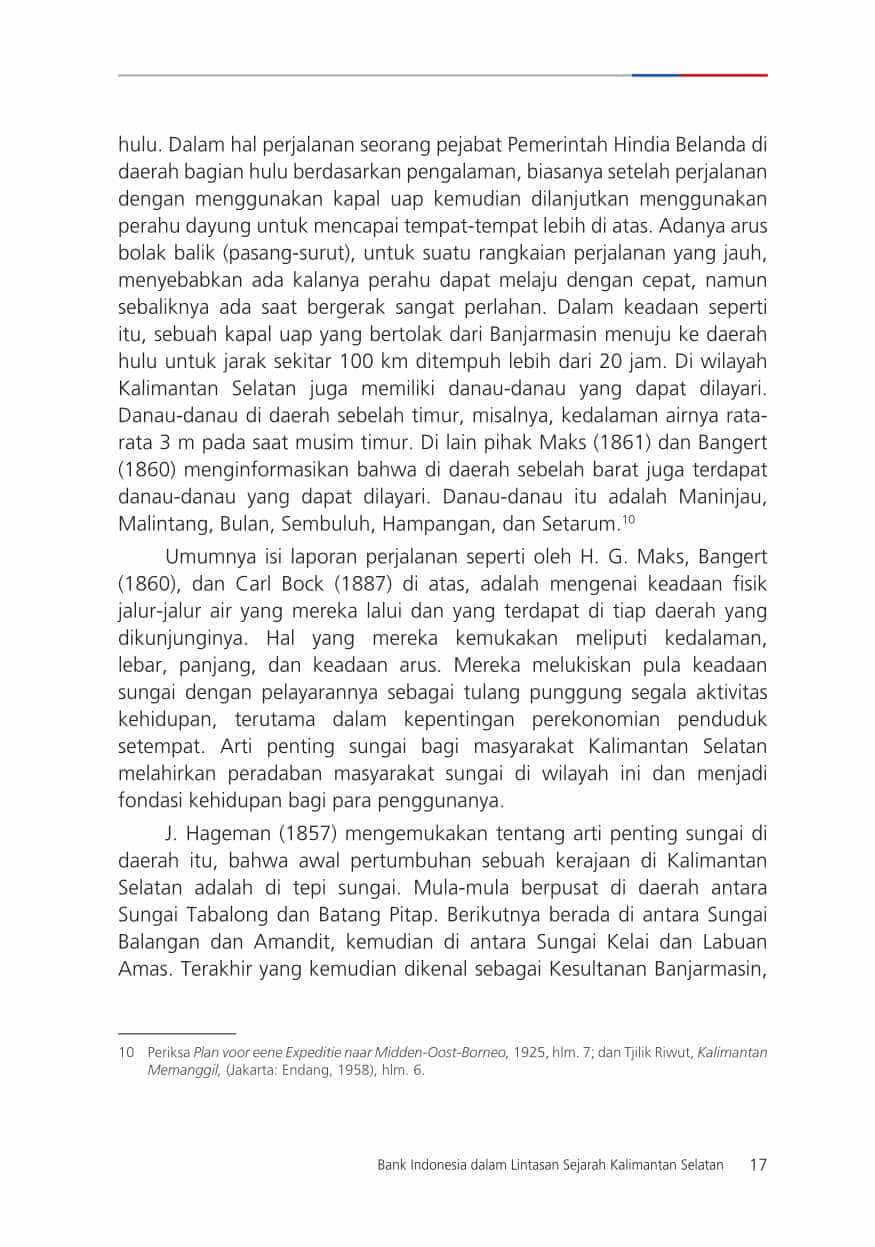 hulu. Dalam hal perjalanan seorang pejabat Pemerintah Hindia Belanda di
daerah bagian hulu berdasarkan pengalaman, biasanya setelah perjalanan
dengan menggunakan kapal uap kemudian dilanjutkan menggunakan
perahu dayung untuk mencapai tempat-tempat lebih di atas. Adanya arus
bolak balik (pasang-surut), untuk suatu rangkaian perjalanan yang jauh,
menyebabkan ada kalanya perahu dapat melaju dengan cepat, namun
sebaliknya ada saat bergerak sangat perlahan. Dalam keadaan seperti
itu, sebuah kapal uap yang bertolak dari Banjarmasin menuju ke daerah
hulu untuk jarak sekitar 100 km ditempuh lebih dari 20 jam. Di wilayah
Kalimantan Selatan juga memiliki danau-danau yang dapat dilayari.
Danau-danau di daerah sebelah timur, misalnya, kedalaman airnya rata-
rata 3 m pada saat musim timur. Di lain pihak Maks (1861) dan Bangert
(1860) menginformasikan bahwa di daerah sebelah barat juga terdapat
danau-danau yang dapat dilayari. Danau-danau itu adalah Maninjau,
Malintang, Bulan, Sembuluh, Hampangan, dan Setarum.10
Umumnya isi laporan perjalanan seperti oleh H. G. Maks, Bangert
(1860), dan Carl Bock (1887) di atas, adalah mengenai keadaan fisik
jalur-jalur air yang mereka lalui dan yang terdapat di tiap daerah yang
dikunjunginya. Hal yang mereka kemukakan meliputi kedalaman,
lebar, panjang, dan keadaan arus. Mereka melukiskan pula keadaan
sungai dengan pelayarannya sebagai tulang punggung segala aktivitas
kehidupan, terutama dalam kepentingan perekonomian penduduk
setempat. Arti penting sungai bagi masyarakat Kalimantan Selatan
melahirkan peradaban masyarakat sungai di wilayah ini dan menjadi
fondasi kehidupan bagi para penggunanya.
J. Hageman (1857) mengemukakan tentang arti penting sungai di
daerah itu, bahwa awal pertumbuhan sebuah kerajaan di Kalimantan
Selatan adalah di tepi sungai. Mula-mula berpusat di daerah antara
Sungai Tabalong dan Batang Pitap. Berikutnya berada di antara Sungai
Balangan dan Amandit, kemudian di antara Sungai Kelai dan Labuan
Amas. Terakhir yang kemudian dikenal sebagai Kesultanan Banjarmasin,
10 Periksa Plan voor eene Expeditie naar Midden-Oost-Borneo, 1925, hlm. 7; dan Tjilik Riwut, Kalimantan
Memanggil, (Jakarta: Endang, 1958), hlm. 6.
Bank Indonesia dalam Lintasan Sejarah Kalimantan Selatan 17